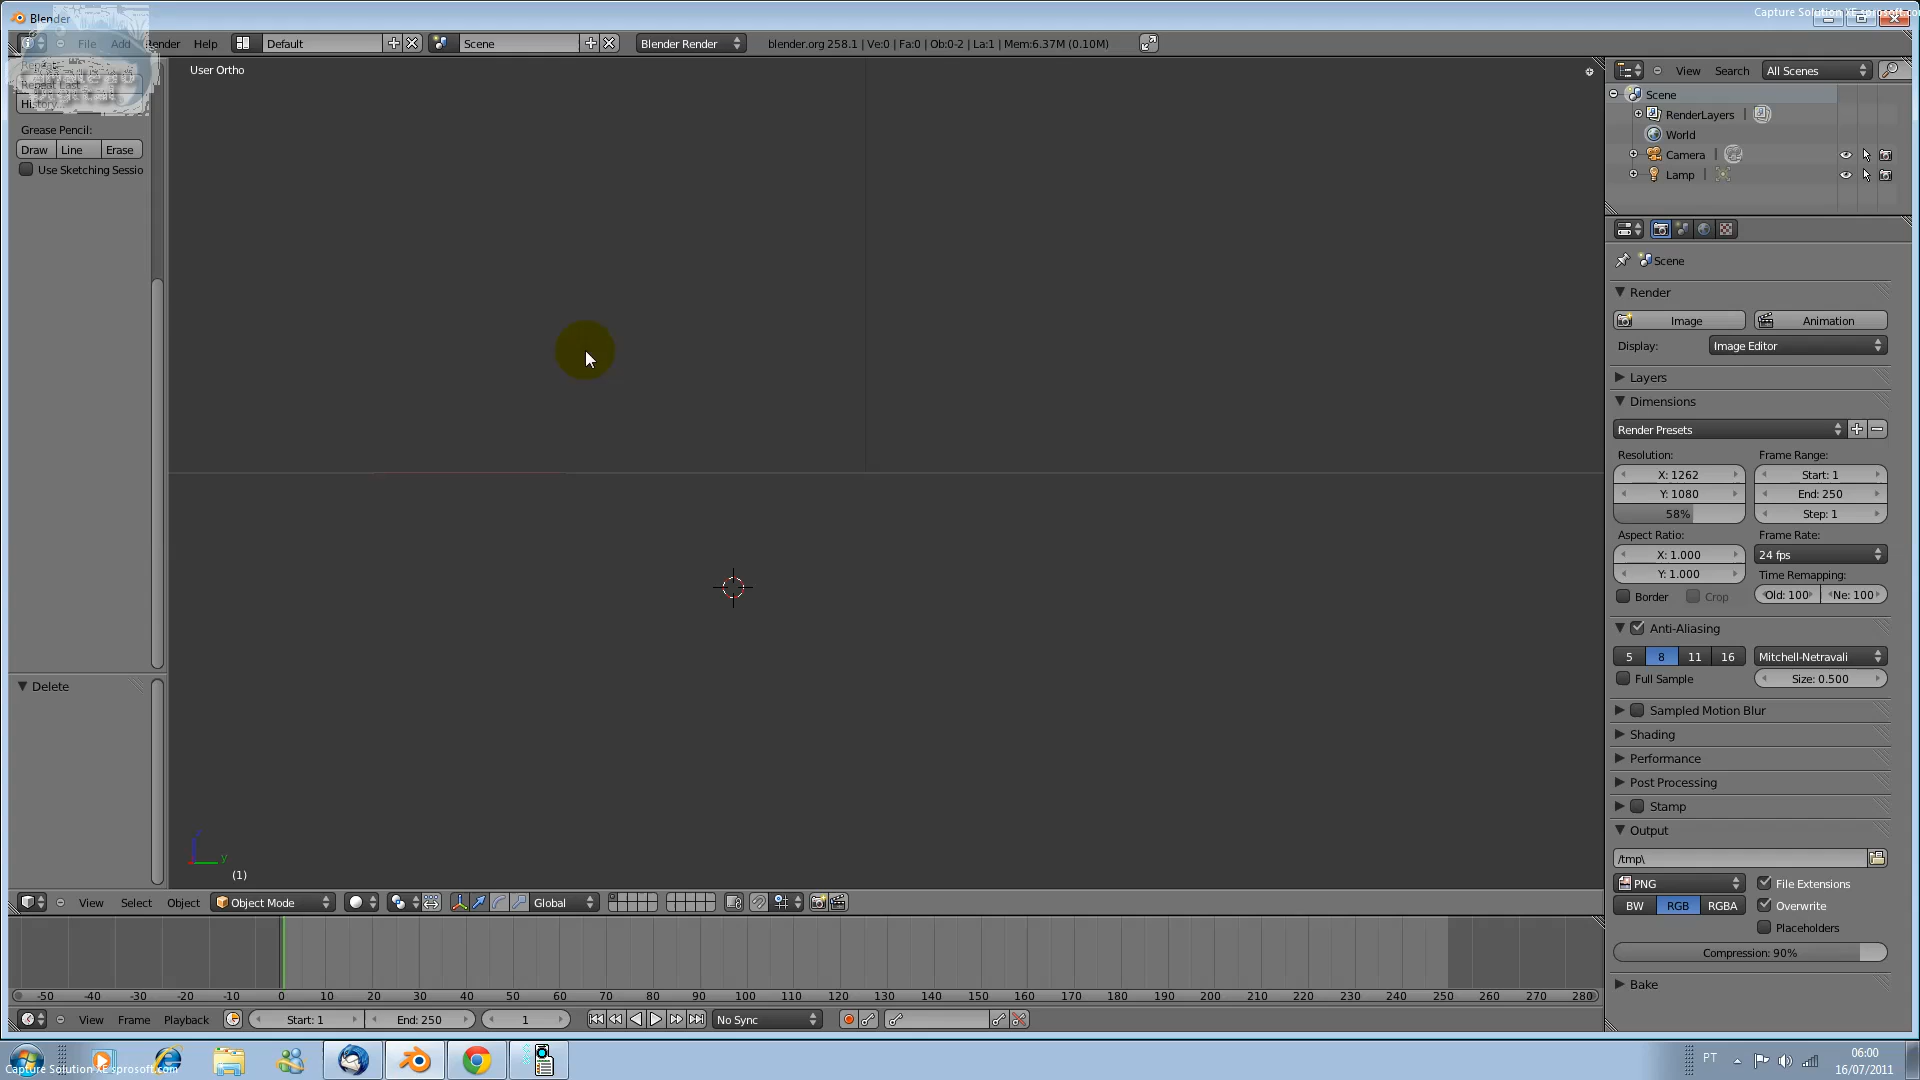 Blender
Capture Solution XE sprosoft.co
File Add Render Help Default Scene Blender Render blender.org 258.1 | Ve:0 | Fa:0 | Ob:0-2 | La:1 | Mem:6.37M (0.10M)
User Ortho
Repeat Last
History...
Grease Pencil:
Draw Line Erase
Use Sketching Sessio
Delete
y
(1)
View Select Object Object Mode Global
-50 -40 -30 -20 -10 0 10 20 30 40 50 60 70 80 90 100 110 120 130 140 150 160 170 180 190 200 210 220 230 240 250 260 270 280
View Frame Playback Start: 1 End: 250 1 No Sync
View Search All Scenes
Scene
RenderLayers |
World
Camera |
Lamp |
Scene
Render
Image Animation
Display: Image Editor
Layers
Dimensions
Render Presets
Resolution: Frame Range:
X: 1262 Start: 1
Y: 1080 End: 250
58% Step: 1
Aspect Ratio: Frame Rate:
X: 1.000 24 fps
Y: 1.000 Time Remapping:
Border Crop Old: 100 Ne: 100
Anti-Aliasing
5 8 11 16 Mitchell-Netravali
Full Sample Size: 0.500
Sampled Motion Blur
Shading
Performance
Post Processing
Stamp
Output
/tmp\
PNG File Extensions
BW RGB RGBA Overwrite
Placeholders
Compression: 90%
Bake
Capture Solution XE sprosoft.com
PT 06:00
16/07/2011